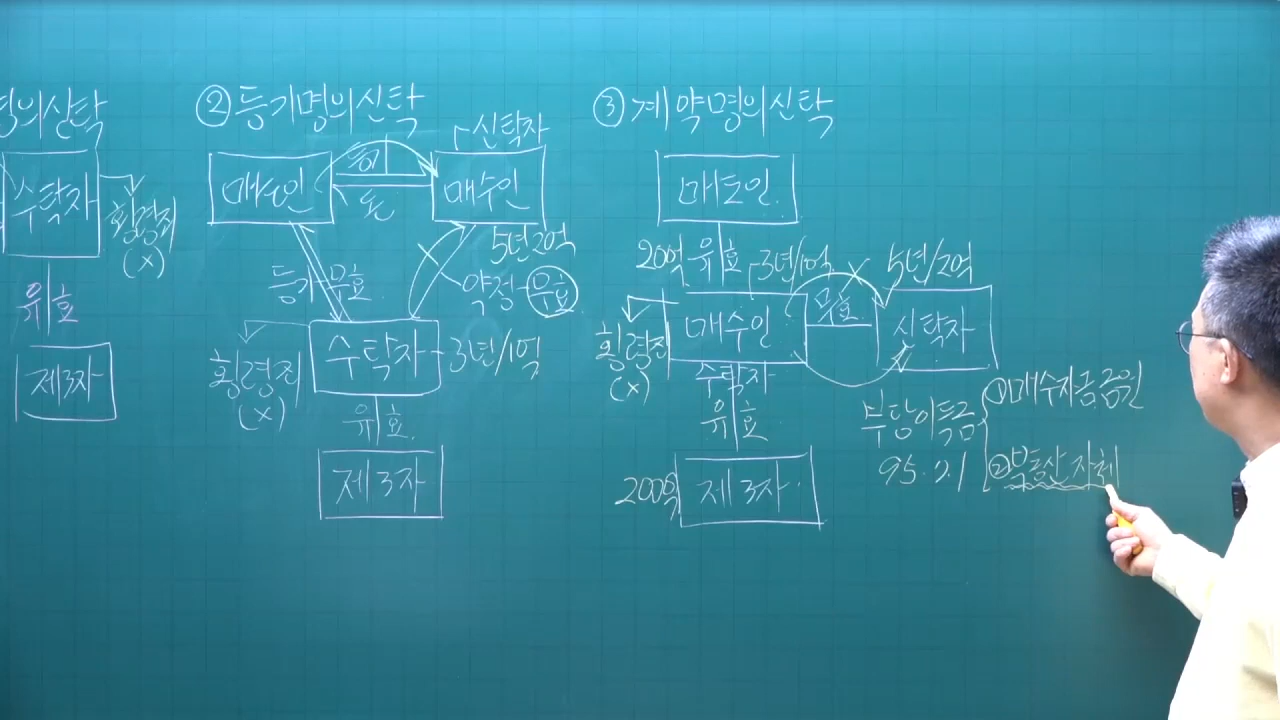 명의신탁
수탁자
횡령죄
(X)
유효
제3자
② 등기명의신탁
신탁자
매도인
등기
돈
매수인
5년 2억
등기 무효
약정 - 무효
횡령죄
(X)
수탁자 - 3년/1억
유효
제3자
③ 계약명의신탁
매도인
20억 유효
3년/1억
5년/2억
횡령죄
(X)
매수인
무효
신탁자
수탁자
유효
부당이득금
95.7.1
① 매수자금 금원
② 부동산 자체
200억
제3자